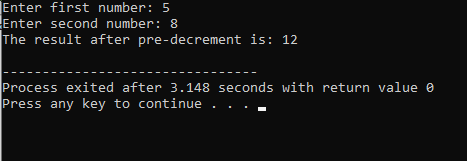 Enter first number: 5
Enter second number: 8
The result after pre-decrement is: 12
--------------------------------
Process exited after 3.148 seconds with return value 0
Press any key to continue . . .